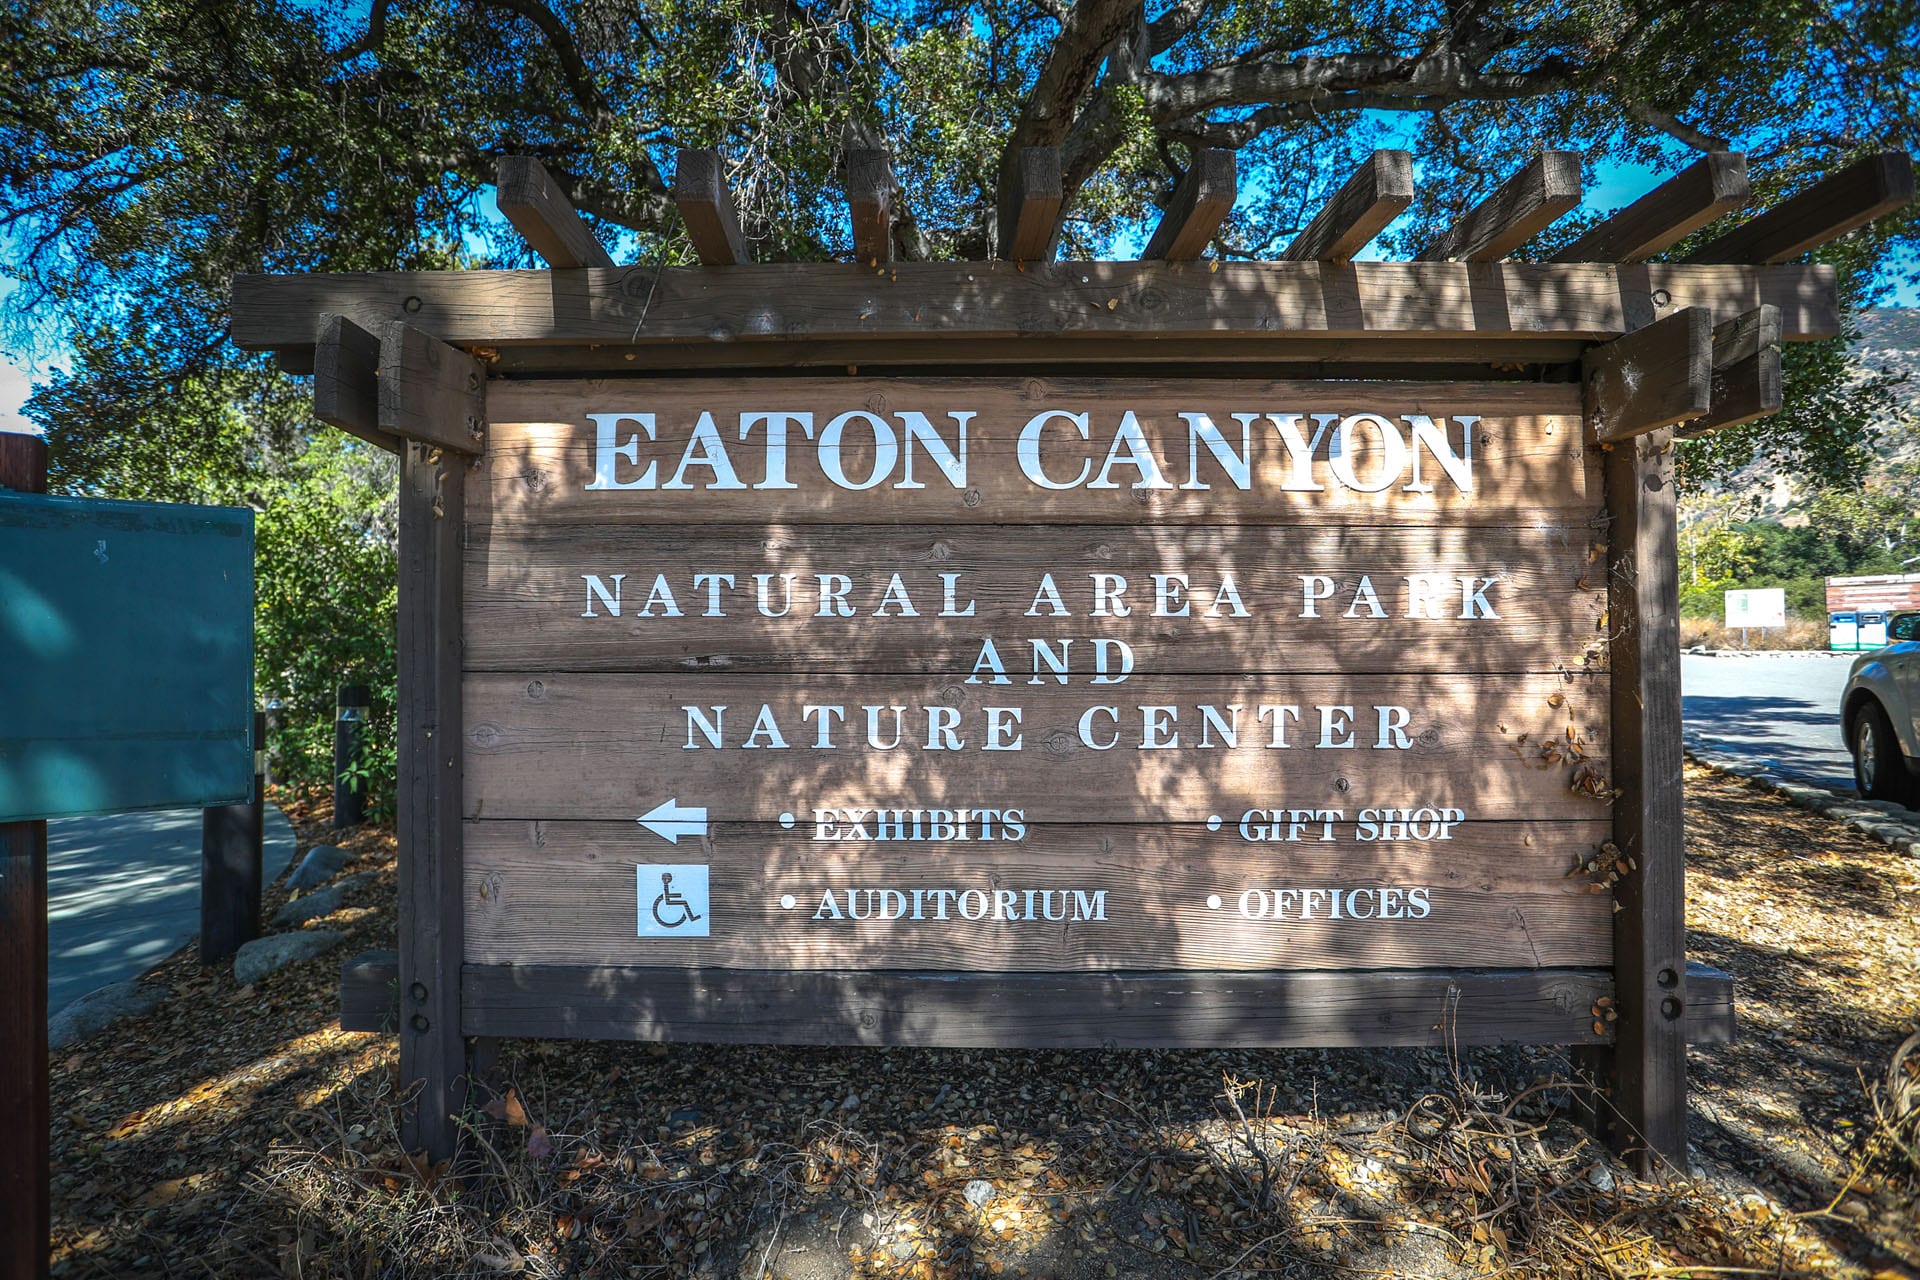 EATON CANYON
NATURAL AREA PARK
AND
NATURE CENTER
• EXHIBITS • GIFT SHOP
• AUDITORIUM • OFFICES